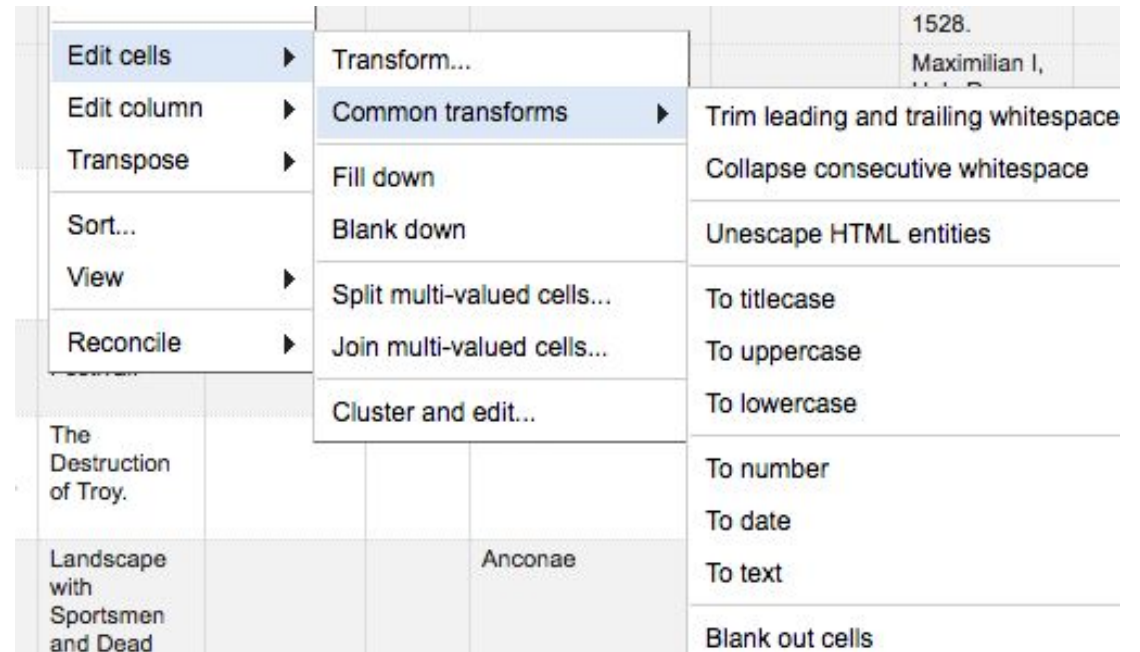 1528.
Maximilian I,
Edit cells
Edit column
Transpose
Sort...
View
Reconcile
Transform...
Common transforms
Fill down
Blank down
Split multi-valued cells...
Join multi-valued cells...
Cluster and edit...
Trim leading and trailing whitespace
Collapse consecutive whitespace
Unescape HTML entities
To titlecase
To uppercase
To lowercase
To number
To date
To text
Blank out cells
The
Destruction
of Troy.
Landscape
with
Sportsmen
and Dead
Anconae